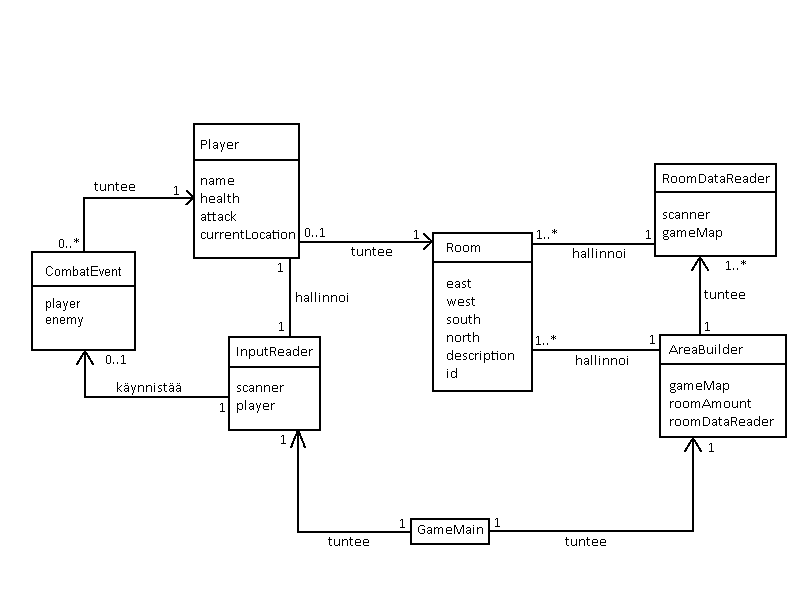 Player
name
health
attack
currentLocation
tuntee
1
0..*
CombatEvent
player
enemy
0..1
käynnistää
1
1
hallinnoi
1
InputReader
scanner
player
1
0..1
tuntee
1
Room
east
west
south
north
description
id
1..*
hallinnoi
1
RoomDataReader
scanner
gameMap
1..*
tuntee
1
1..*
hallinnoi
1
AreaBuilder
gameMap
roomAmount
roomDataReader
1
1
GameMain
1
tuntee
tuntee